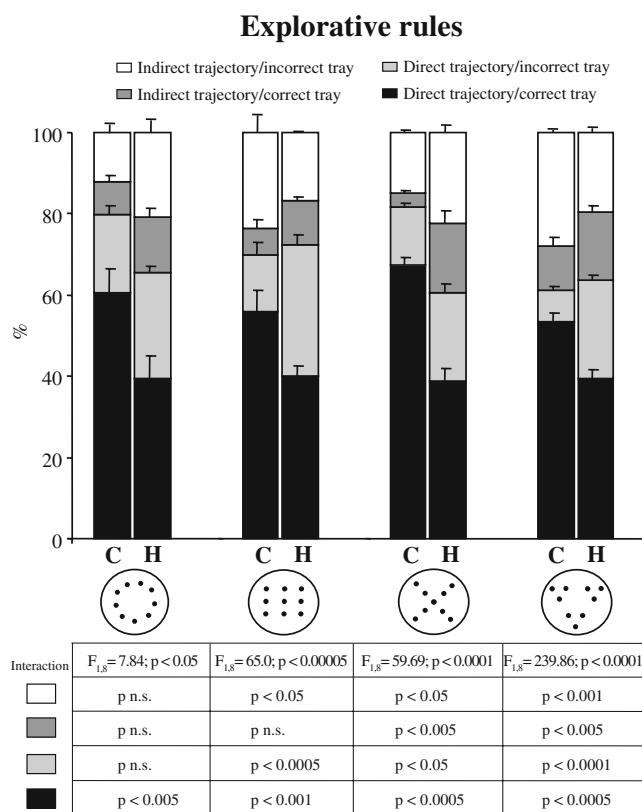 Explorative rules
Indirect trajectory/incorrect tray Direct trajectory/incorrect tray
Indirect trajectory/correct tray Direct trajectory/correct tray
100
80
60
40
20
0
%
C H C H C H C H
Interaction F1,8= 7.84; p < 0.05 F1,8= 65.0; p < 0.00005 F1,8= 59.69; p < 0.0001 F1,8= 239.86; p < 0.0001
p n.s. p < 0.05 p < 0.05 p < 0.001
p n.s. p n.s. p < 0.005 p < 0.005
p n.s. p < 0.0005 p < 0.05 p < 0.0001
p < 0.005 p < 0.001 p < 0.0005 p < 0.0005